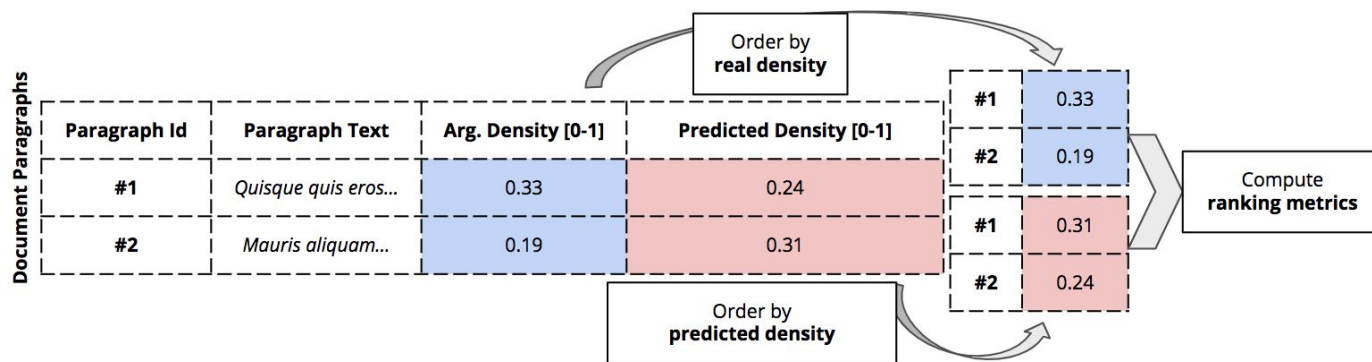 Document Paragraphs
Order by
real density
Paragraph Id Paragraph Text Arg. Density [0-1] Predicted Density [0-1]
#1 Quisque quis eros... 0.33 0.24
#2 Mauris aliquam... 0.19 0.31
#1 0.33
#2 0.19
#1 0.31
#2 0.24
Compute
ranking metrics
Order by
predicted density